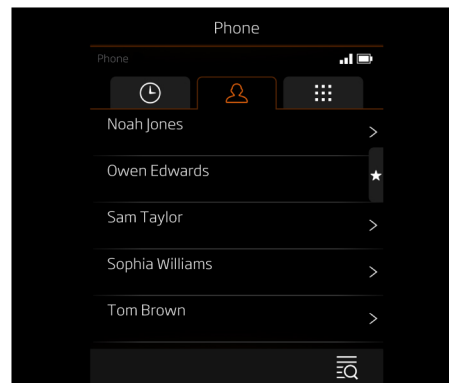 Phone
Phone
Noah Jones
Owen Edwards
Sam Taylor
Sophia Williams
Tom Brown